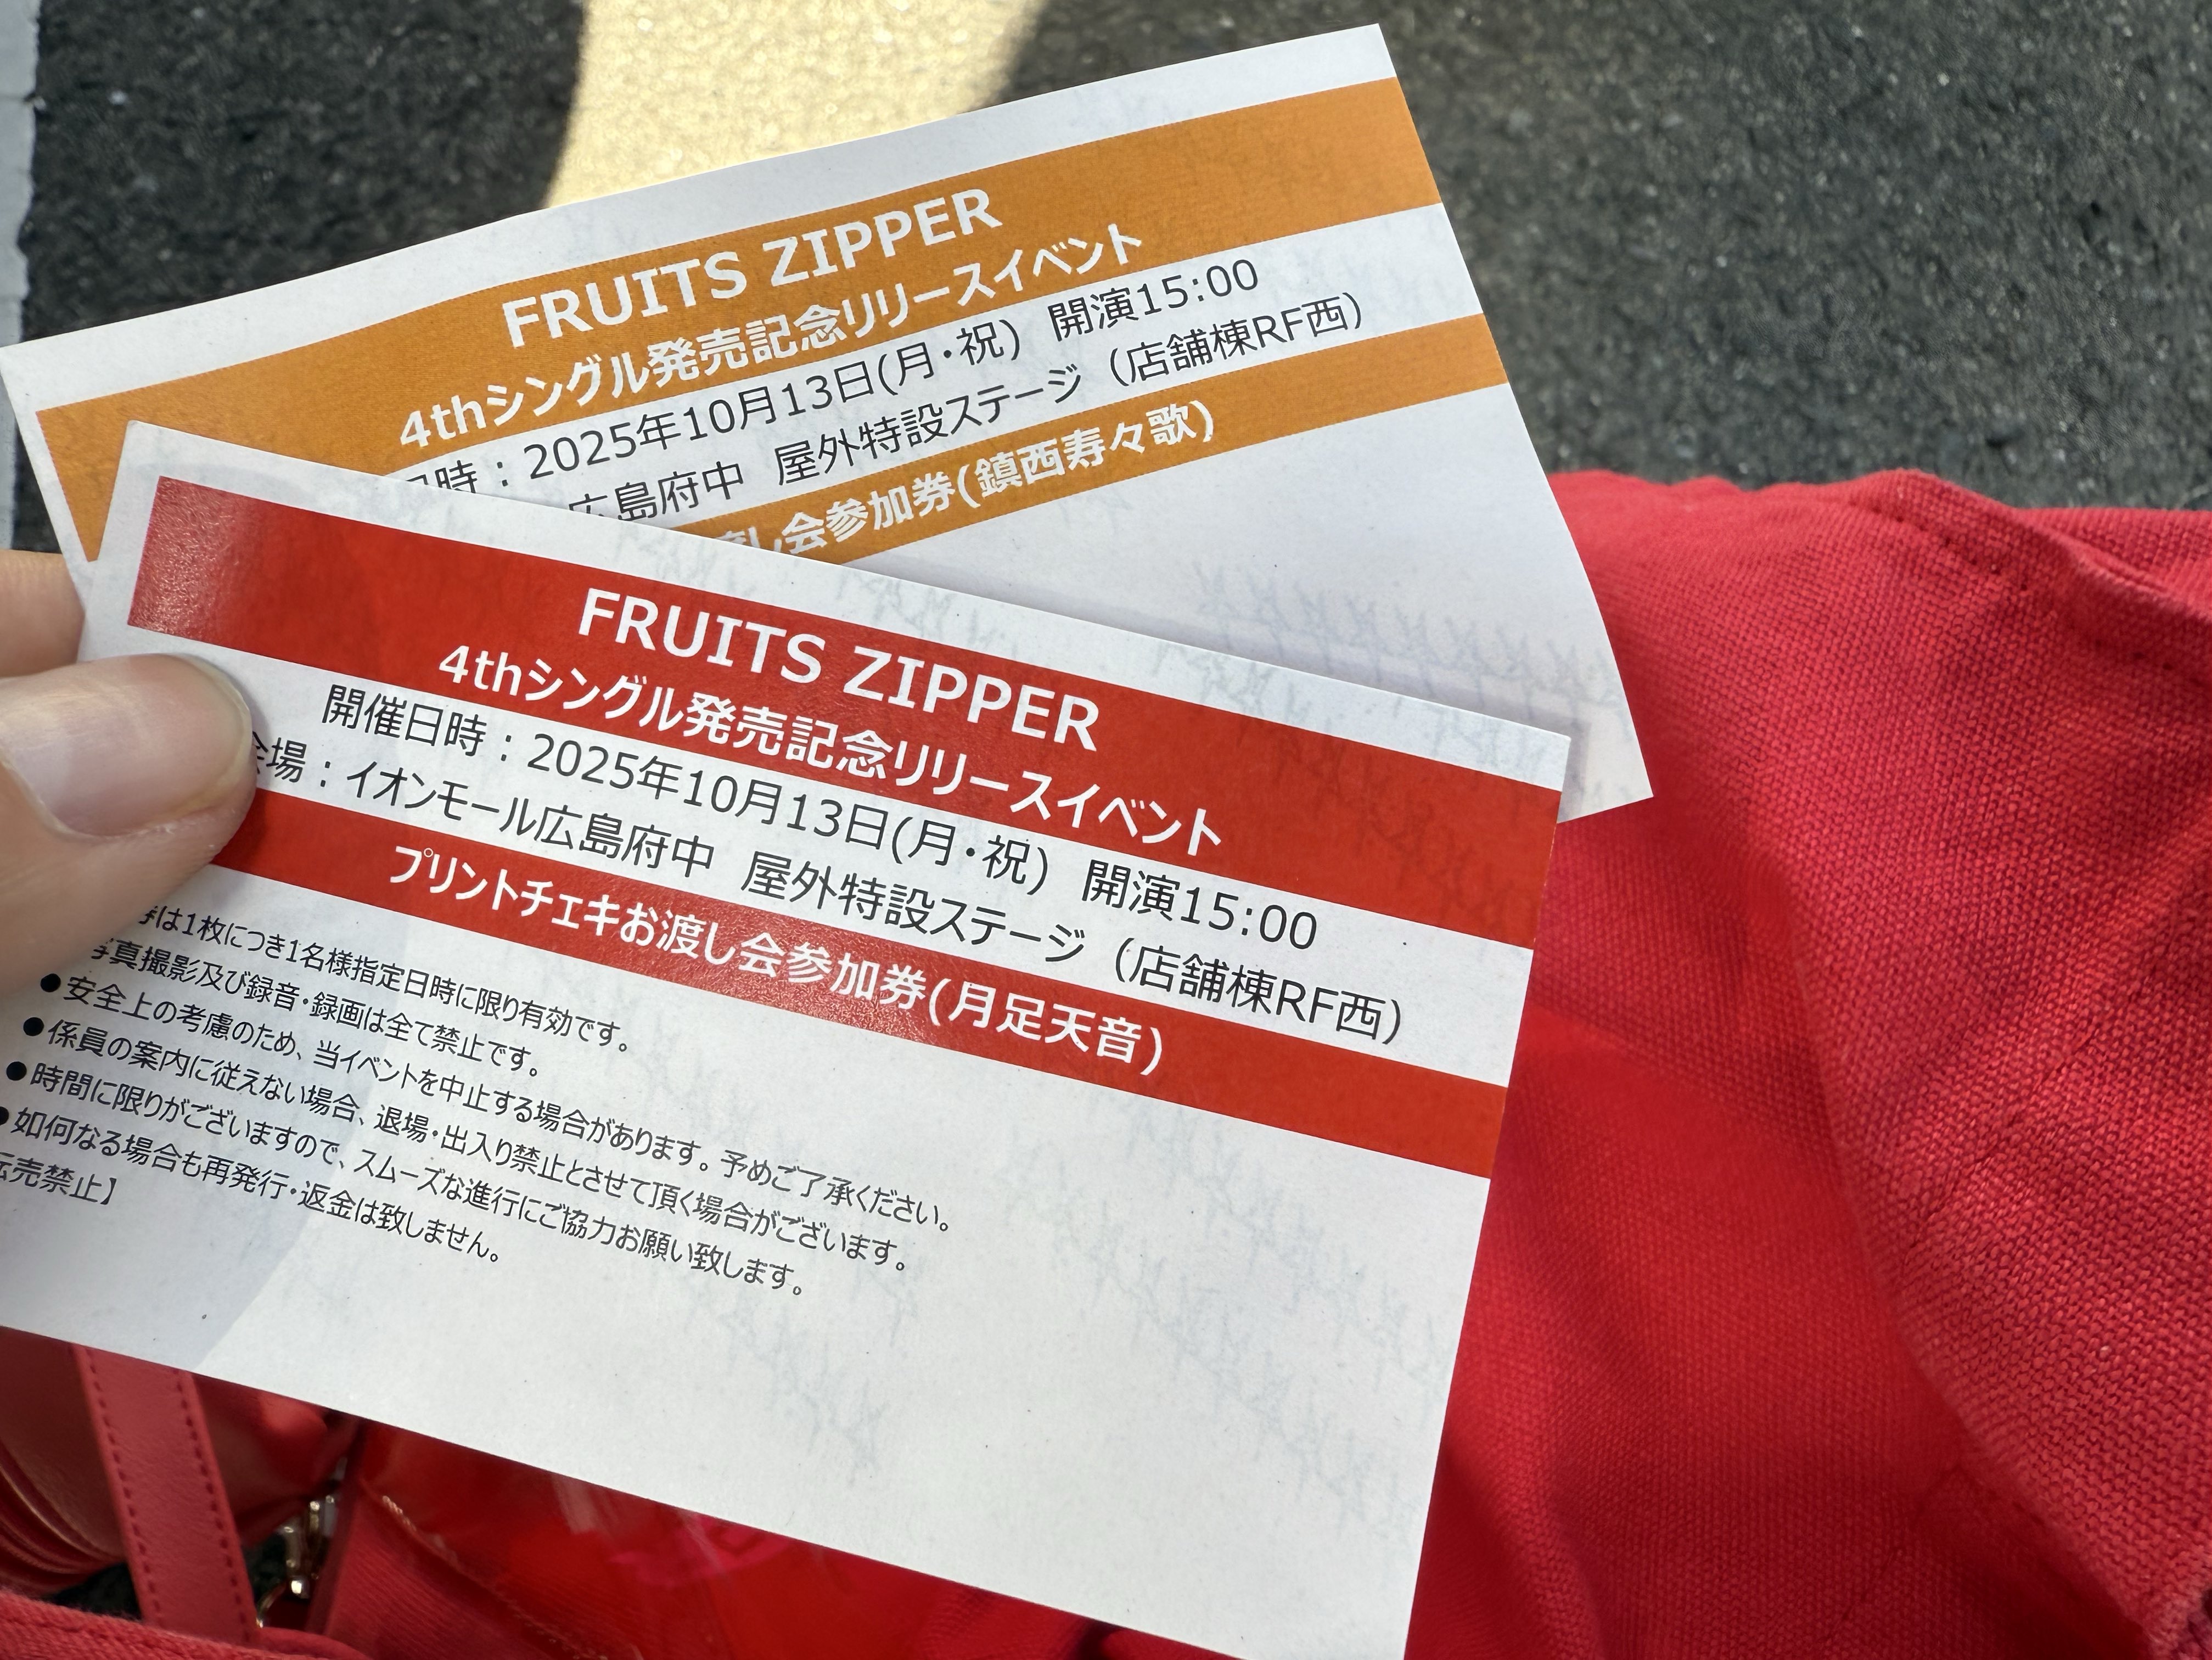 FRUITS ZIPPER
4thシングル発売記念リリースイベント
時：2025年10月13日(月・祝) 開演15:00
広島府中 屋外特設ステージ（店舗棟RF西）
渡し会参加券(鎮西寿々歌)
FRUITS ZIPPER
4thシングル発売記念リリースイベント
開催日時：2025年10月13日(月・祝) 開演15:00
会場：イオンモール広島府中 屋外特設ステージ（店舗棟RF西）
プリントチェキお渡し会参加券(月足天音)
は1枚につき1名様指定日時に限り有効です。
写真撮影及び録音・録画は全て禁止です。
●安全上の考慮のため、当イベントを中止する場合があります。予めご了承ください。
●係員の案内に従えない場合、退場・出入り禁止とさせて頂く場合がございます。
●時間に限りがございますので、スムーズな進行にご協力お願い致します。
●如何なる場合も再発行・返金は致しません。
転売禁止】